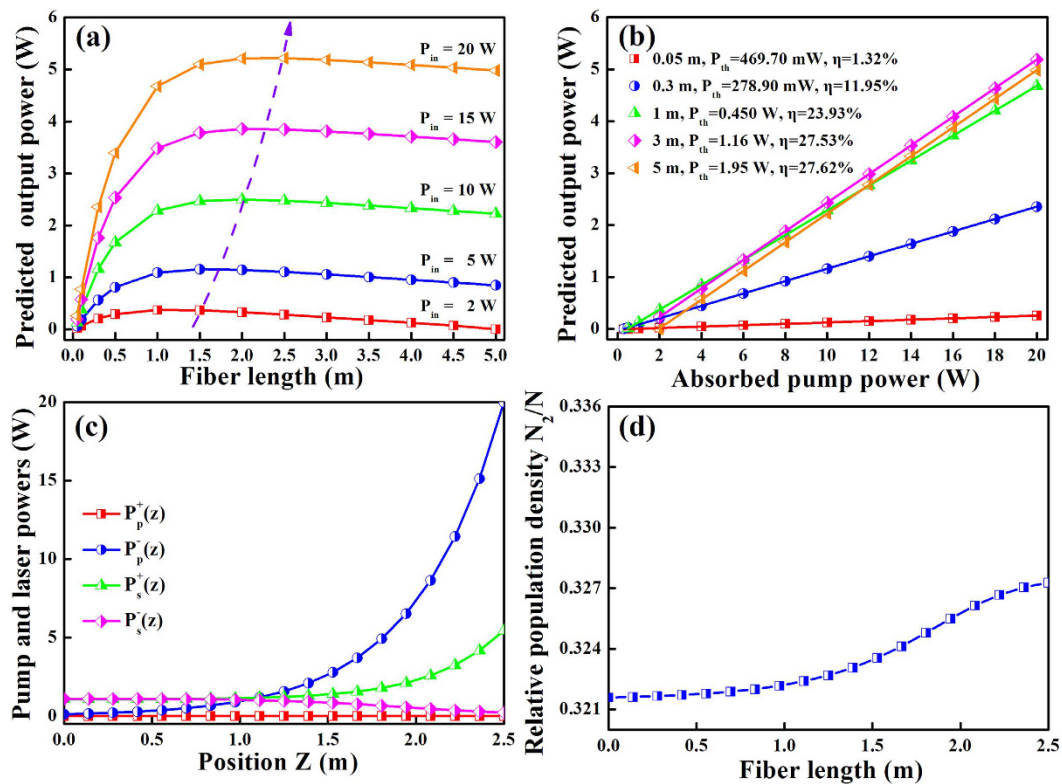 (a)
Predicted output power (W)
6
5
4
3
2
1
0
P_in = 20 W
P_in = 15 W
P_in = 10 W
P_in = 5 W
P_in = 2 W
0.0 0.5 1.0 1.5 2.0 2.5 3.0 3.5 4.0 4.5 5.0
Fiber length (m)
(b)
Predicted output power (W)
6
5
4
3
2
1
0
0.05 m, P_th=469.70 mW, η=1.32%
0.3 m, P_th=278.90 mW, η=11.95%
1 m, P_th=0.450 W, η=23.93%
3 m, P_th=1.16 W, η=27.53%
5 m, P_th=1.95 W, η=27.62%
0 2 4 6 8 10 12 14 16 18 20
Absorbed pump power (W)
(c)
Pump and laser powers (W)
20
15
10
5
0
P_p^+(z)
P_p^-(z)
P_s^+(z)
P_s^-(z)
0.0 0.5 1.0 1.5 2.0 2.5
Position Z (m)
(d)
Relative population density N_2/N
0.336
0.333
0.330
0.327
0.324
0.321
0.0 0.5 1.0 1.5 2.0 2.5
Fiber length (m)